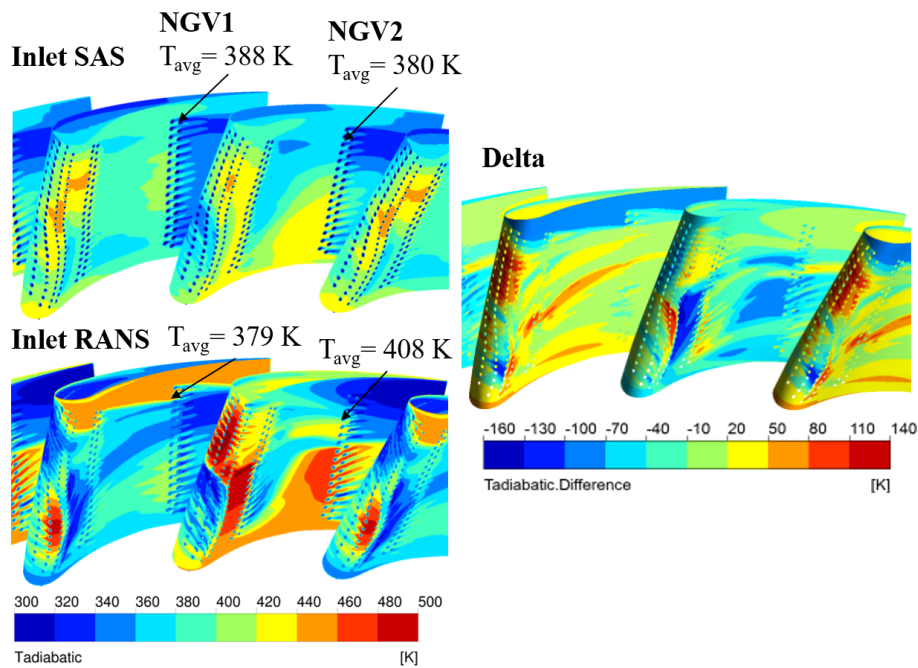 NGV1
NGV2
Inlet SAS
Tavg= 388 K
Tavg= 380 K
Delta
Inlet RANS
Tavg= 379 K
Tavg= 408 K
-160 -130 -100 -70 -40 -10 20 50 80 110 140
Tadiabatic.Difference [K]
300 320 340 360 380 400 420 440 460 480 500
Tadiabatic [K]